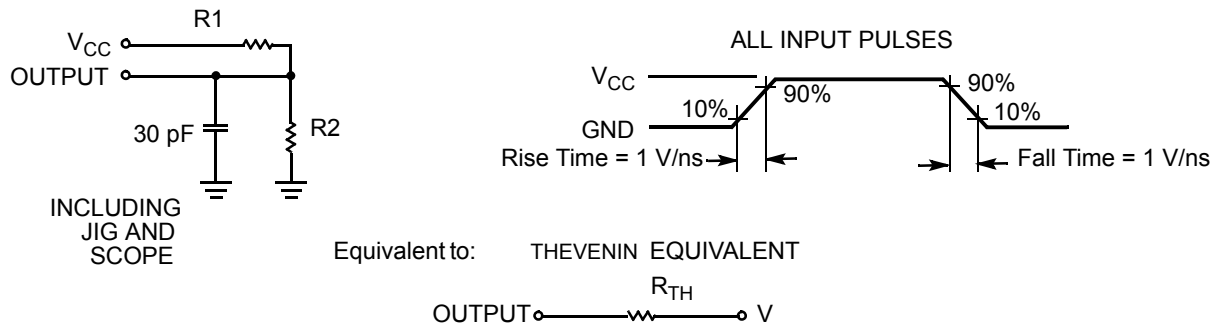 R1
VCC
OUTPUT
30 pF
R2
INCLUDING
JIG AND
SCOPE
ALL INPUT PULSES
VCC
GND
10%
90%
90%
10%
Rise Time = 1 V/ns
Fall Time = 1 V/ns
Equivalent to: THEVENIN EQUIVALENT
RTH
OUTPUT V